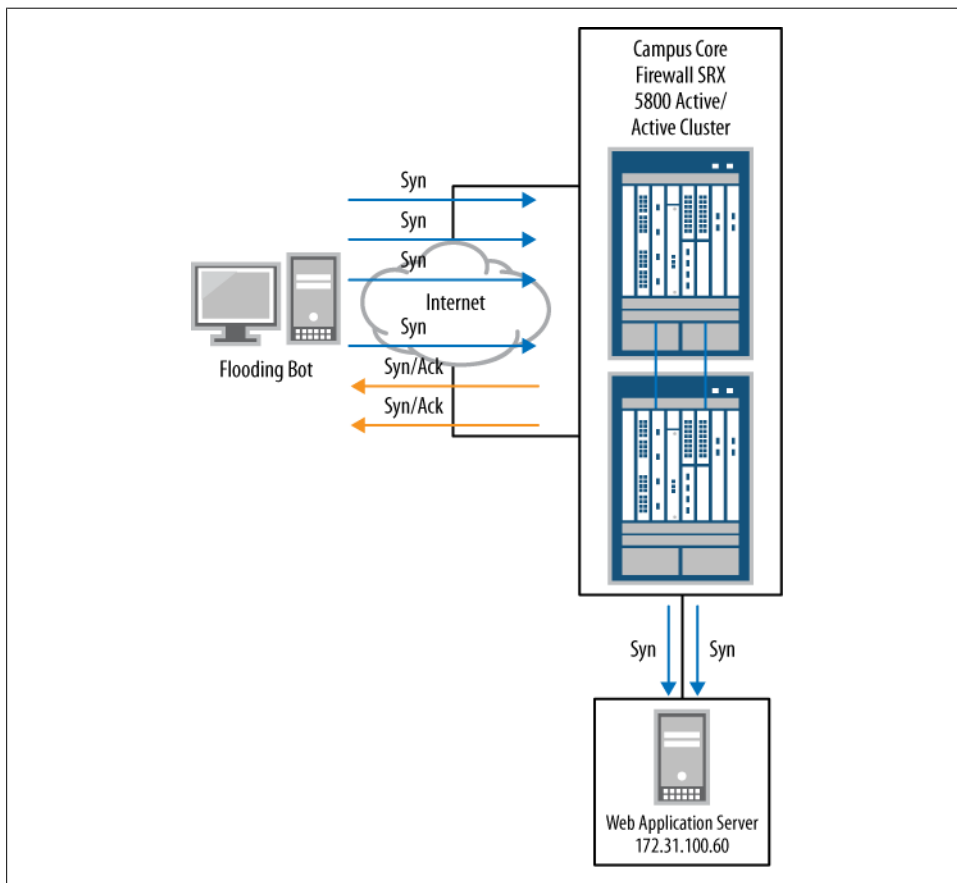 Campus Core
Firewall SRX
5800 Active/
Active Cluster
Syn
Syn
Syn
Internet
Syn
Flooding Bot
Syn/Ack
Syn/Ack
Syn
Syn
Web Application Server
172.31.100.60